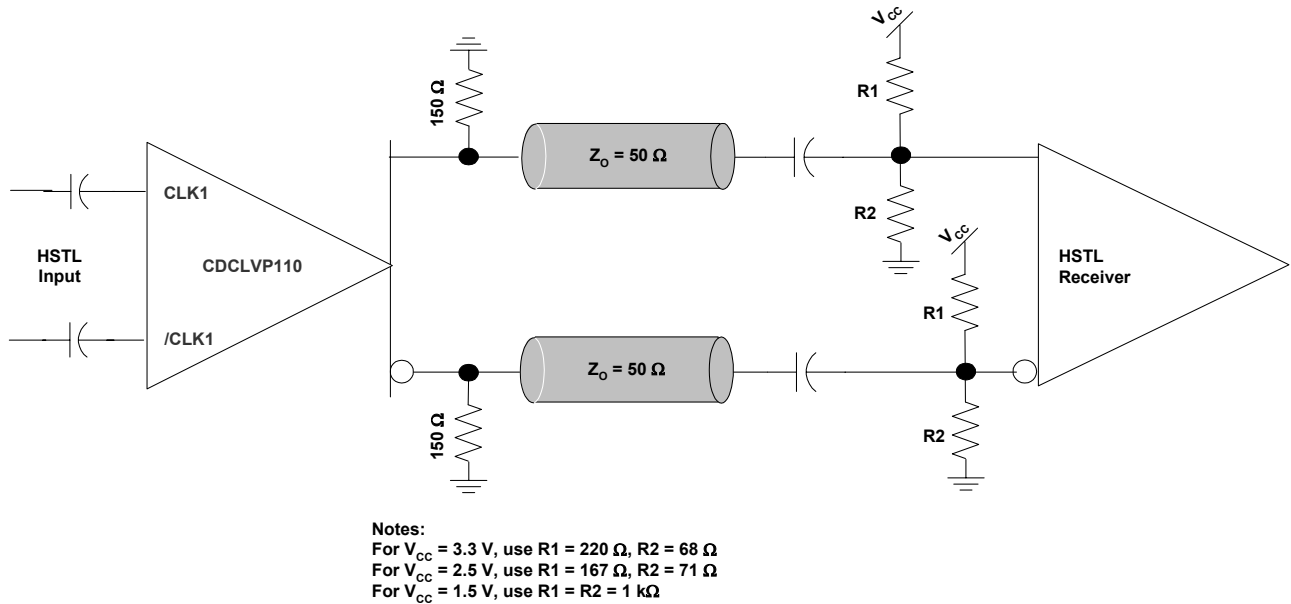 V_CC
150 Ω
R1
Z_O = 50 Ω
CLK1
R2
V_CC
HSTL
Input
CDCLVP110
HSTL
Receiver
R1
/CLK1
Z_O = 50 Ω
150 Ω
R2
Notes:
For V_CC = 3.3 V, use R1 = 220 Ω, R2 = 68 Ω
For V_CC = 2.5 V, use R1 = 167 Ω, R2 = 71 Ω
For V_CC = 1.5 V, use R1 = R2 = 1 kΩ